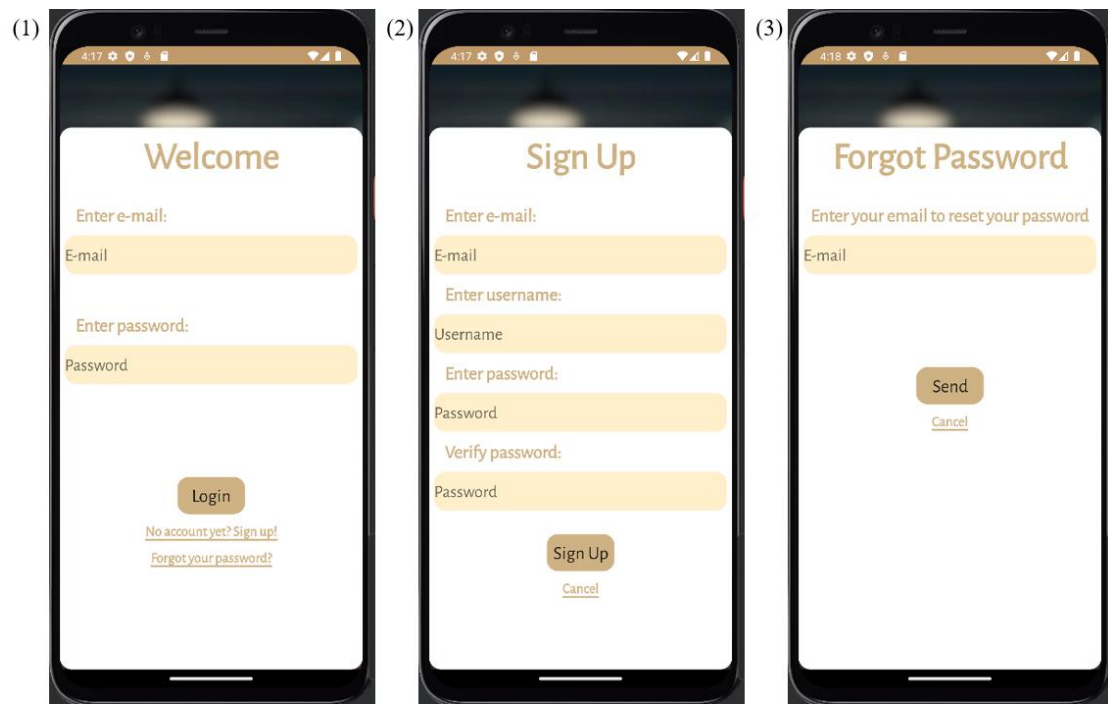 (1)
4:17
Welcome
Enter e-mail:
E-mail
Enter password:
Password
Login
No account yet? Sign up!
Forgot your password?
(2)
4:17
Sign Up
Enter e-mail:
E-mail
Enter username:
Username
Enter password:
Password
Verify password:
Password
Sign Up
Cancel
(3)
4:18
Forgot Password
Enter your email to reset your password
E-mail
Send
Cancel